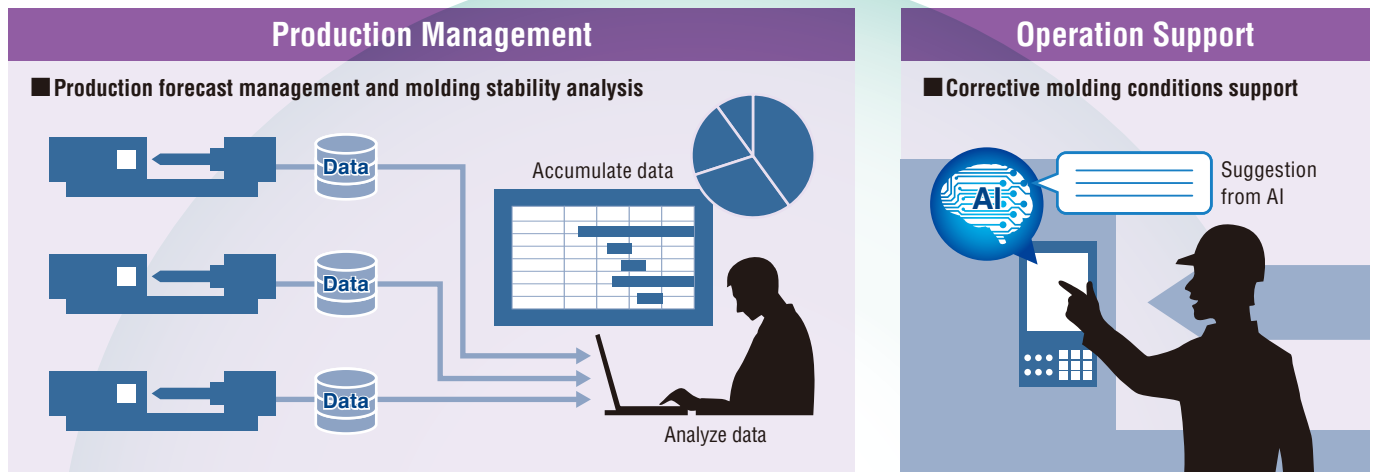 Production Management
■Production forecast management and molding stability analysis
Data
Accumulate data
Data
Data
Analyze data
Operation Support
■Corrective molding conditions support
AI
Suggestion
from AI